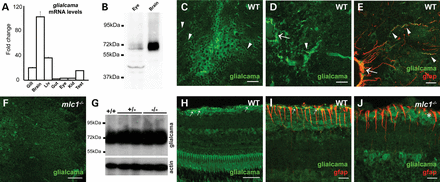 A
glialcama
mRNA levels
Fold change
120
100
80
60
40
20
0
Gill
Brain
Liv
Gut
Eye
Kid
Test
B
Eye
Brain
95kDa
72kDa
55kDa
37kDa
C
WT
glialcama
D
WT
glialcama
E
WT
glialcama
gfap
F
mlc1-/-
glialcama
G
+/+
+/-
-/-
95kDa
72kDa
55kDa
glialcama
actin
H
WT
glialcama
I
WT
glialcama
gfap
J
mlc1-/-
*
glialcama
gfap